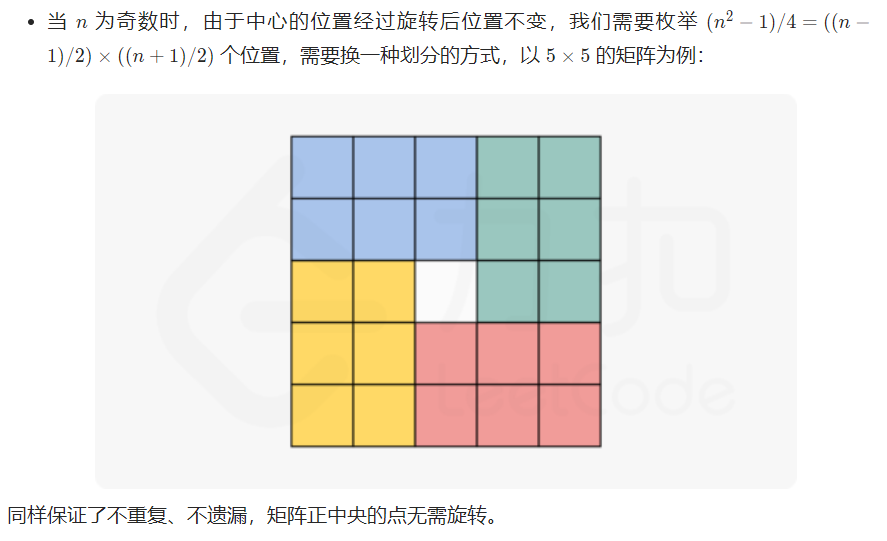 • 当 n 为奇数时，由于中心的位置经过旋转后位置不变，我们需要枚举 (n² − 1)/4 = ((n −
1)/2) × ((n + 1)/2) 个位置，需要换一种划分的方式，以 5 × 5 的矩阵为例：
力扣
LeetCode
同样保证了不重复、不遗漏，矩阵正中央的点无需旋转。